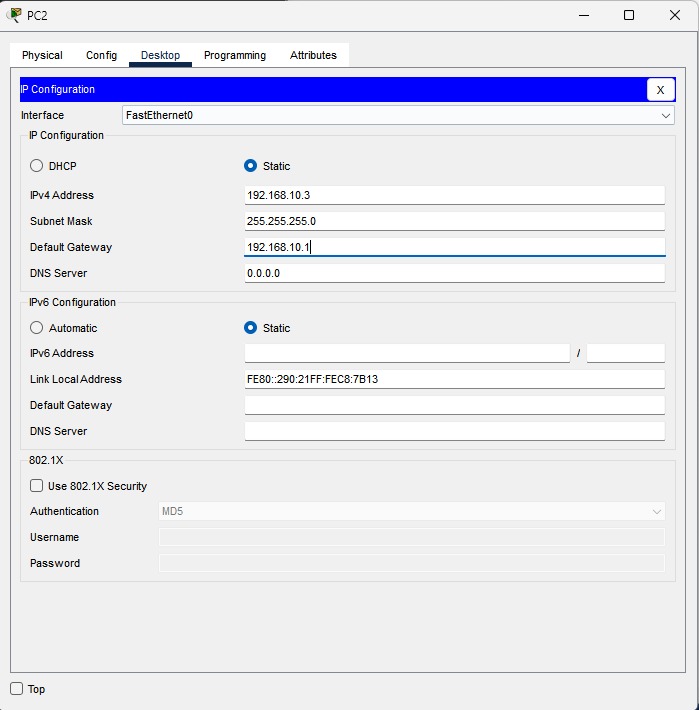 PC2
Physical Config Desktop Programming Attributes
IP Configuration X
Interface FastEthernet0
IP Configuration
DHCP Static
IPv4 Address 192.168.10.3
Subnet Mask 255.255.255.0
Default Gateway 192.168.10.1
DNS Server 0.0.0.0
IPv6 Configuration
Automatic Static
IPv6 Address /
Link Local Address FE80::290:21FF:FEC8:7B13
Default Gateway
DNS Server
802.1X
Use 802.1X Security
Authentication MD5
Username
Password
Top